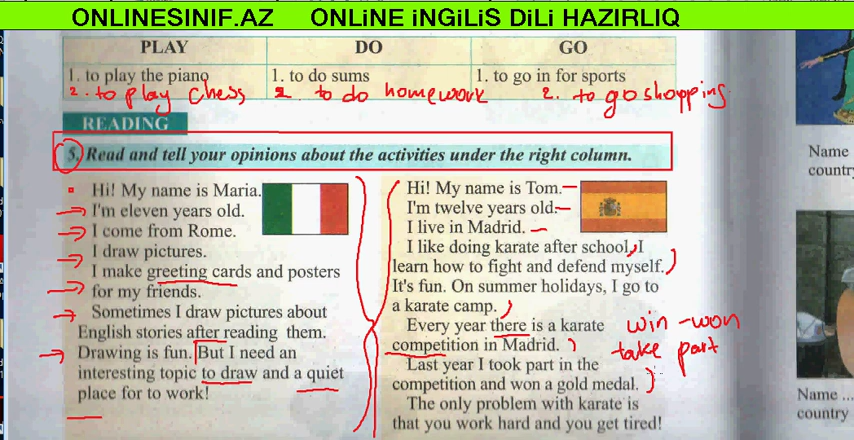 ONLINESINIF.AZ ONLiNE iNGiLiS DiLi HAZIRLIQ
PLAY DO GO
1. to play the piano 1. to do sums 1. to go in for sports
2. to play chess 2. to do homework 2. to go shopping
READING
5. Read and tell your opinions about the activities under the right column.
Hi! My name is Maria.
I'm eleven years old.
I come from Rome.
I draw pictures.
I make greeting cards and posters
for my friends.
Sometimes I draw pictures about
English stories after reading them.
Drawing is fun. But I need an
interesting topic to draw and a quiet
place for to work!
Hi! My name is Tom.
I'm twelve years old.
I live in Madrid.
I like doing karate after school, I
learn how to fight and defend myself.
It's fun. On summer holidays, I go to
a karate camp.
Every year there is a karate
competition in Madrid.
Last year I took part in the
competition and won a gold medal.
The only problem with karate is
that you work hard and you get tired!
win - won
take part
Name
country
Name ...
country